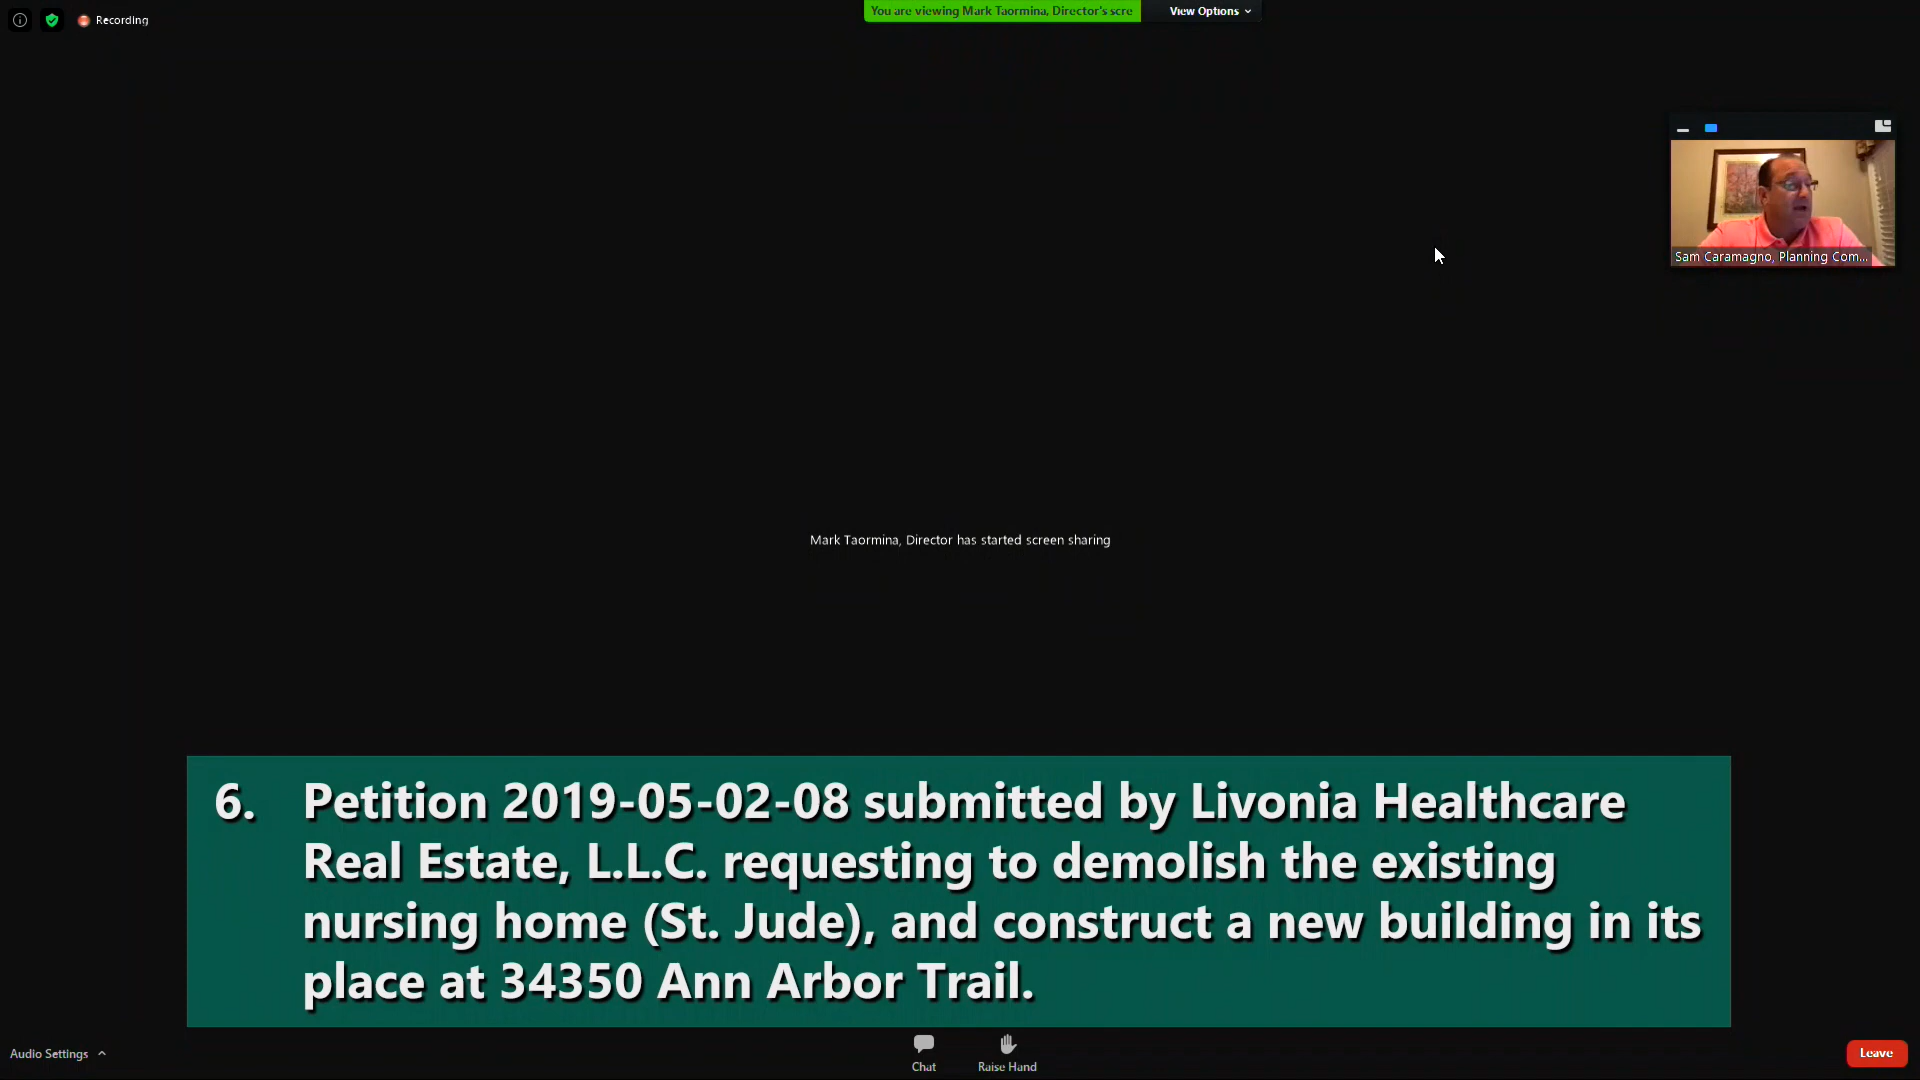 Recording
You are viewing Mark Taormina, Director's scre
View Options
Sam Caramagno, Planning Com...
Mark Taormina, Director has started screen sharing
6. Petition 2019-05-02-08 submitted by Livonia Healthcare
Real Estate, L.L.C. requesting to demolish the existing
nursing home (St. Jude), and construct a new building in its
place at 34350 Ann Arbor Trail.
Audio Settings
Chat
Raise Hand
Leave